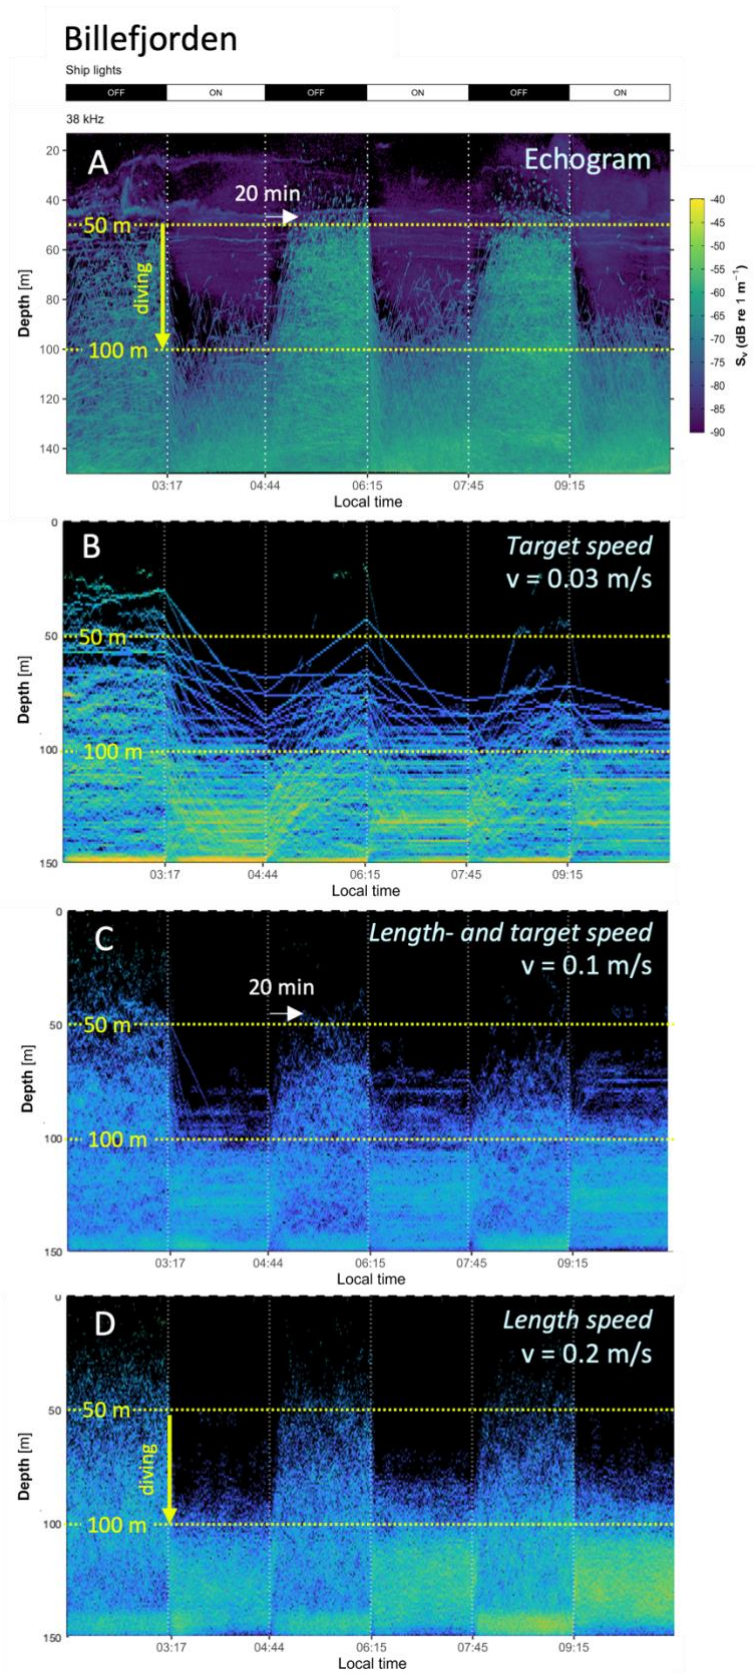 Billefjorden
Ship lights
OFF ON OFF ON OFF ON
38 kHz
A
Echogram
20 min
50 m
diving
100 m
20
40
60
80
100
120
140
Depth [m]
03:17 04:44 06:15 07:45 09:15
Local time
-40
-45
-50
-55
-60
-65
-70
-75
-80
-85
-90
Sv (dB re 1 m⁻¹)
B
Target speed
v = 0.03 m/s
50 m
100 m
0
50
100
150
Depth [m]
03:17 04:44 06:15 07:45 09:15
Local time
C
Length- and target speed
v = 0.1 m/s
20 min
50 m
100 m
0
50
100
150
Depth [m]
03:17 04:44 06:15 07:45 09:15
Local time
D
Length speed
v = 0.2 m/s
50 m
diving
100 m
0
50
100
150
Depth [m]
03:17 04:44 06:15 07:45 09:15
Local time